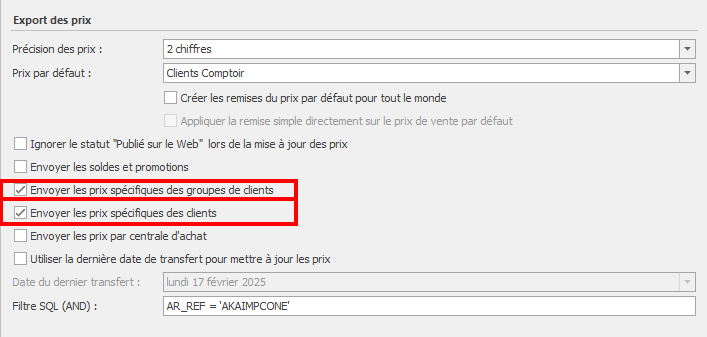 Export des prix
Précision des prix : 2 chiffres
Prix par défaut : Clients Comptoir
Créer les remises du prix par défaut pour tout le monde
Appliquer la remise simple directement sur le prix de vente par défaut
Ignorer le statut "Publié sur le Web" lors de la mise à jour des prix
Envoyer les soldes et promotions
Envoyer les prix spécifiques des groupes de clients
Envoyer les prix spécifiques des clients
Envoyer les prix par centrale d'achat
Utiliser la dernière date de transfert pour mettre à jour les prix
Date du dernier transfert : lundi 17 février 2025
Filtre SQL (AND) : AR_REF = 'AKAIMPCONE'